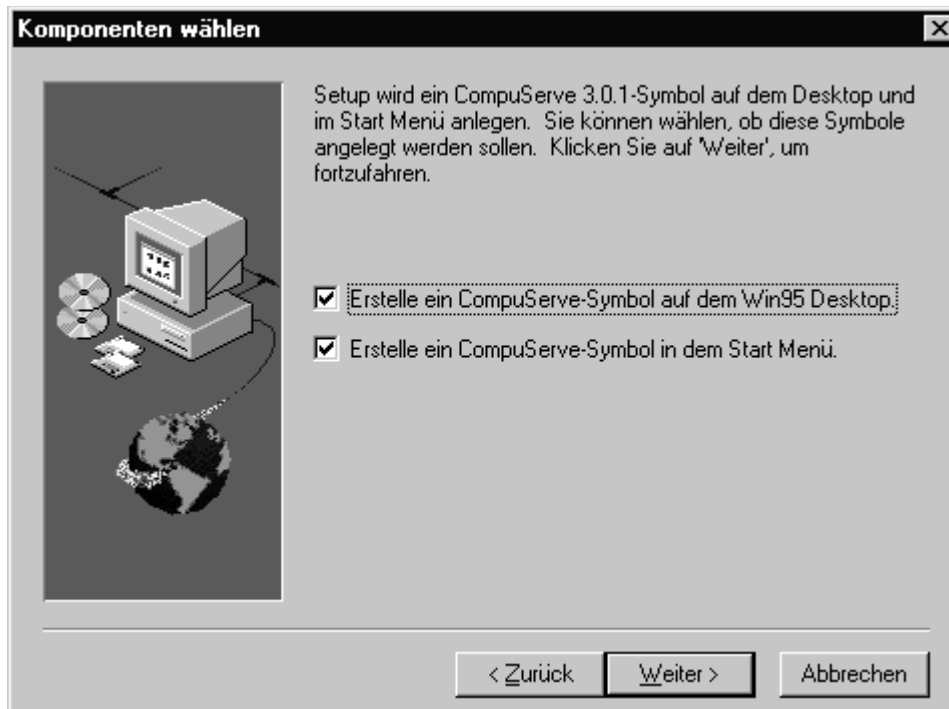 Komponenten wählen
Setup wird ein CompuServe 3.0.1-Symbol auf dem Desktop und
im Start Menü anlegen.  Sie können wählen, ob diese Symbole
angelegt werden sollen.  Klicken Sie auf 'Weiter', um
fortzufahren.
Erstelle ein CompuServe-Symbol auf dem Win95 Desktop.
Erstelle ein CompuServe-Symbol in dem Start Menü.
< Zurück
Weiter >
Abbrechen